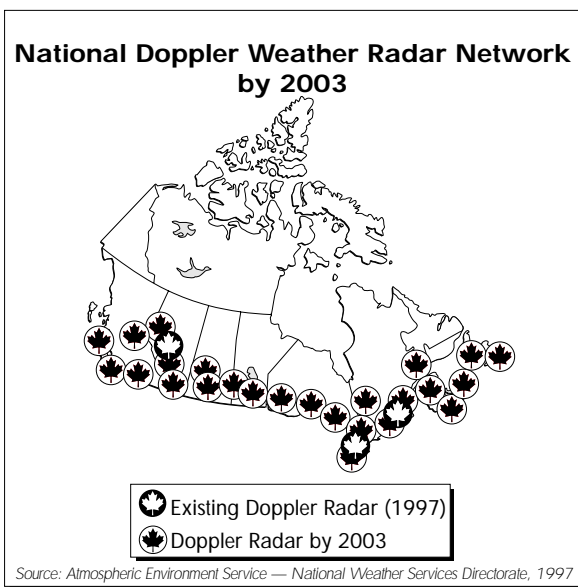 National Doppler Weather Radar Network
by 2003
Existing Doppler Radar (1997)
Doppler Radar by 2003
Source: Atmospheric Environment Service — National Weather Services Directorate, 1997